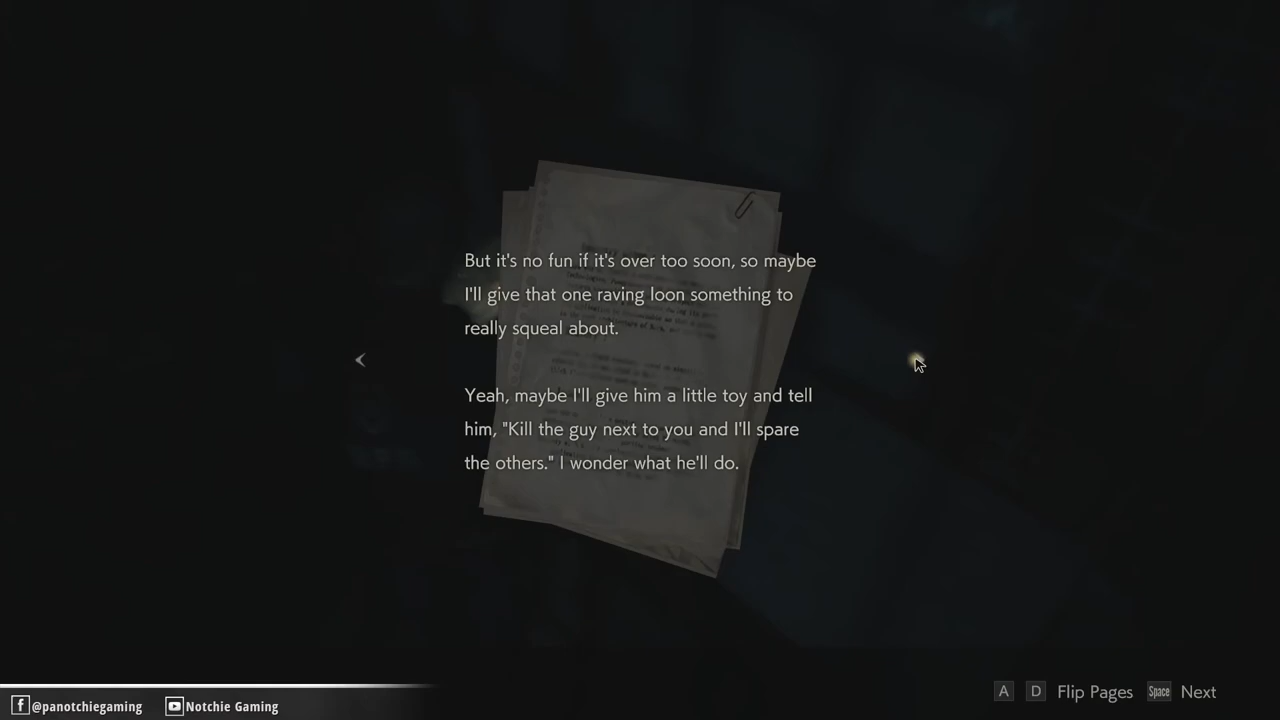 But it's no fun if it's over too soon, so maybe
I'll give that one raving loon something to
really squeal about.
Yeah, maybe I'll give him a little toy and tell
him, "Kill the guy next to you and I'll spare
the others." I wonder what he'll do.
A D Flip Pages Space Next
f @panotchiegaming Notchie Gaming